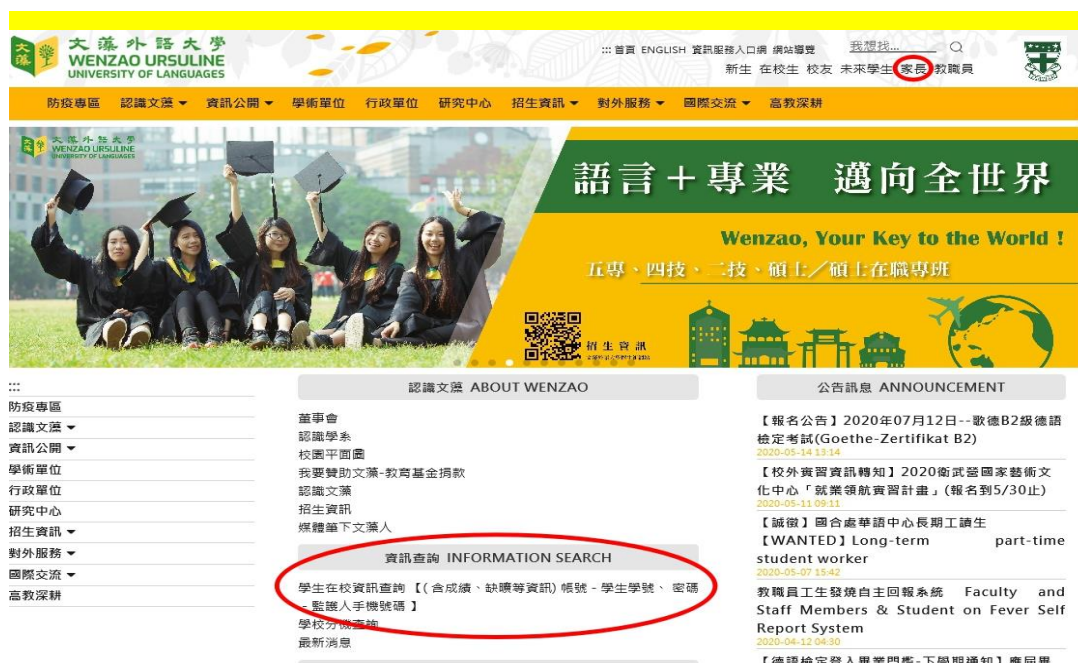 文藻外語大學
WENZAO URSULINE
UNIVERSITY OF LANGUAGES
文藻
::: 首頁 ENGLISH 資訊服務入口網 網站導覽 我想找...
新生 在校生 校友 未來學生 家長 教職員
防疫專區 認識文藻 ▼ 資訊公開 ▼ 學術單位 行政單位 研究中心 招生資訊 ▼ 對外服務 ▼ 國際交流 ▼ 高教深耕
文藻外語大學
WENZAO URSULINE
UNIVERSITY OF LANGUAGES
語言＋專業 邁向全世界
Wenzao, Your Key to the World !
五專、四技、二技、碩士／碩士在職專班
招生資訊
:::
防疫專區
認識文藻 ▼
資訊公開 ▼
學術單位
行政單位
研究中心
招生資訊 ▼
對外服務 ▼
國際交流 ▼
高教深耕
認識文藻 ABOUT WENZAO
董事會
認識學系
校園平面圖
我要贊助文藻-教育基金捐款
認識文藻
招生資訊
媒體筆下文藻人
資訊查詢 INFORMATION SEARCH
學生在校資訊查詢 【( 含成績、缺曠等資訊) 帳號 - 學生學號、 密碼
- 監護人手機號碼 】
學校分機查詢
最新消息
公告訊息 ANNOUNCEMENT
【報名公告】2020年07月12日--歌德B2級德語
檢定考試(Goethe-Zertifikat B2)
2020-05-14 13:14
【校外實習資訊轉知】2020衛武營國家藝術文
化中心「就業領航實習計畫」(報名到5/30止)
2020-05-11 09:11
【誠徵】國合處華語中心長期工讀生
【WANTED】Long-term part-time
student worker
2020-05-07 15:42
教職員工生發燒自主回報系統 Faculty and
Staff Members & Student on Fever Self
Report System
2020-04-12 04:30
【德語檢定登入畢業門檻-下學期通知】應屆畢